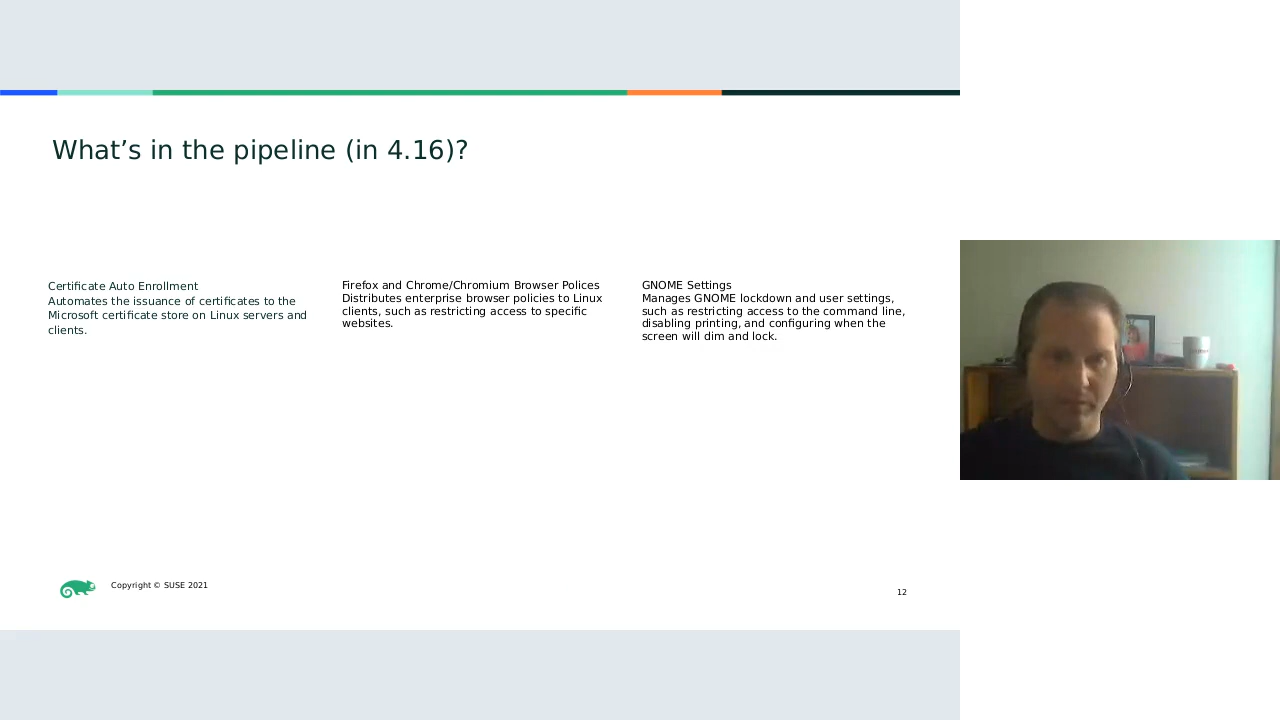 What’s in the pipeline (in 4.16)?
Certificate Auto Enrollment
Automates the issuance of certificates to the
Microsoft certificate store on Linux servers and
clients.
Firefox and Chrome/Chromium Browser Polices
Distributes enterprise browser policies to Linux
clients, such as restricting access to specific
websites.
GNOME Settings
Manages GNOME lockdown and user settings,
such as restricting access to the command line,
disabling printing, and configuring when the
screen will dim and lock.
Copyright © SUSE 2021
12